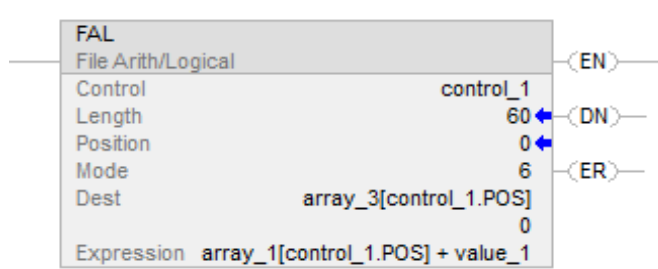 FAL
File Arith/Logical
EN
Control control_1
Length 60
DN
Position 0
Mode 6
ER
Dest array_3[control_1.POS]
0
Expression array_1[control_1.POS] + value_1